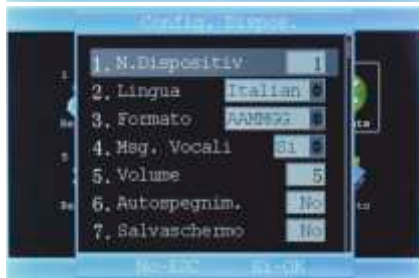 Config. Dispos.
1. N.Dispositiv 1
2. Lingua Italian
3. Formato AAMMGG
4. Msg. Vocali Si
5. Volume 5
6. Autospegnim. No
7. Salvaschermo No
No-ESC Si-OK